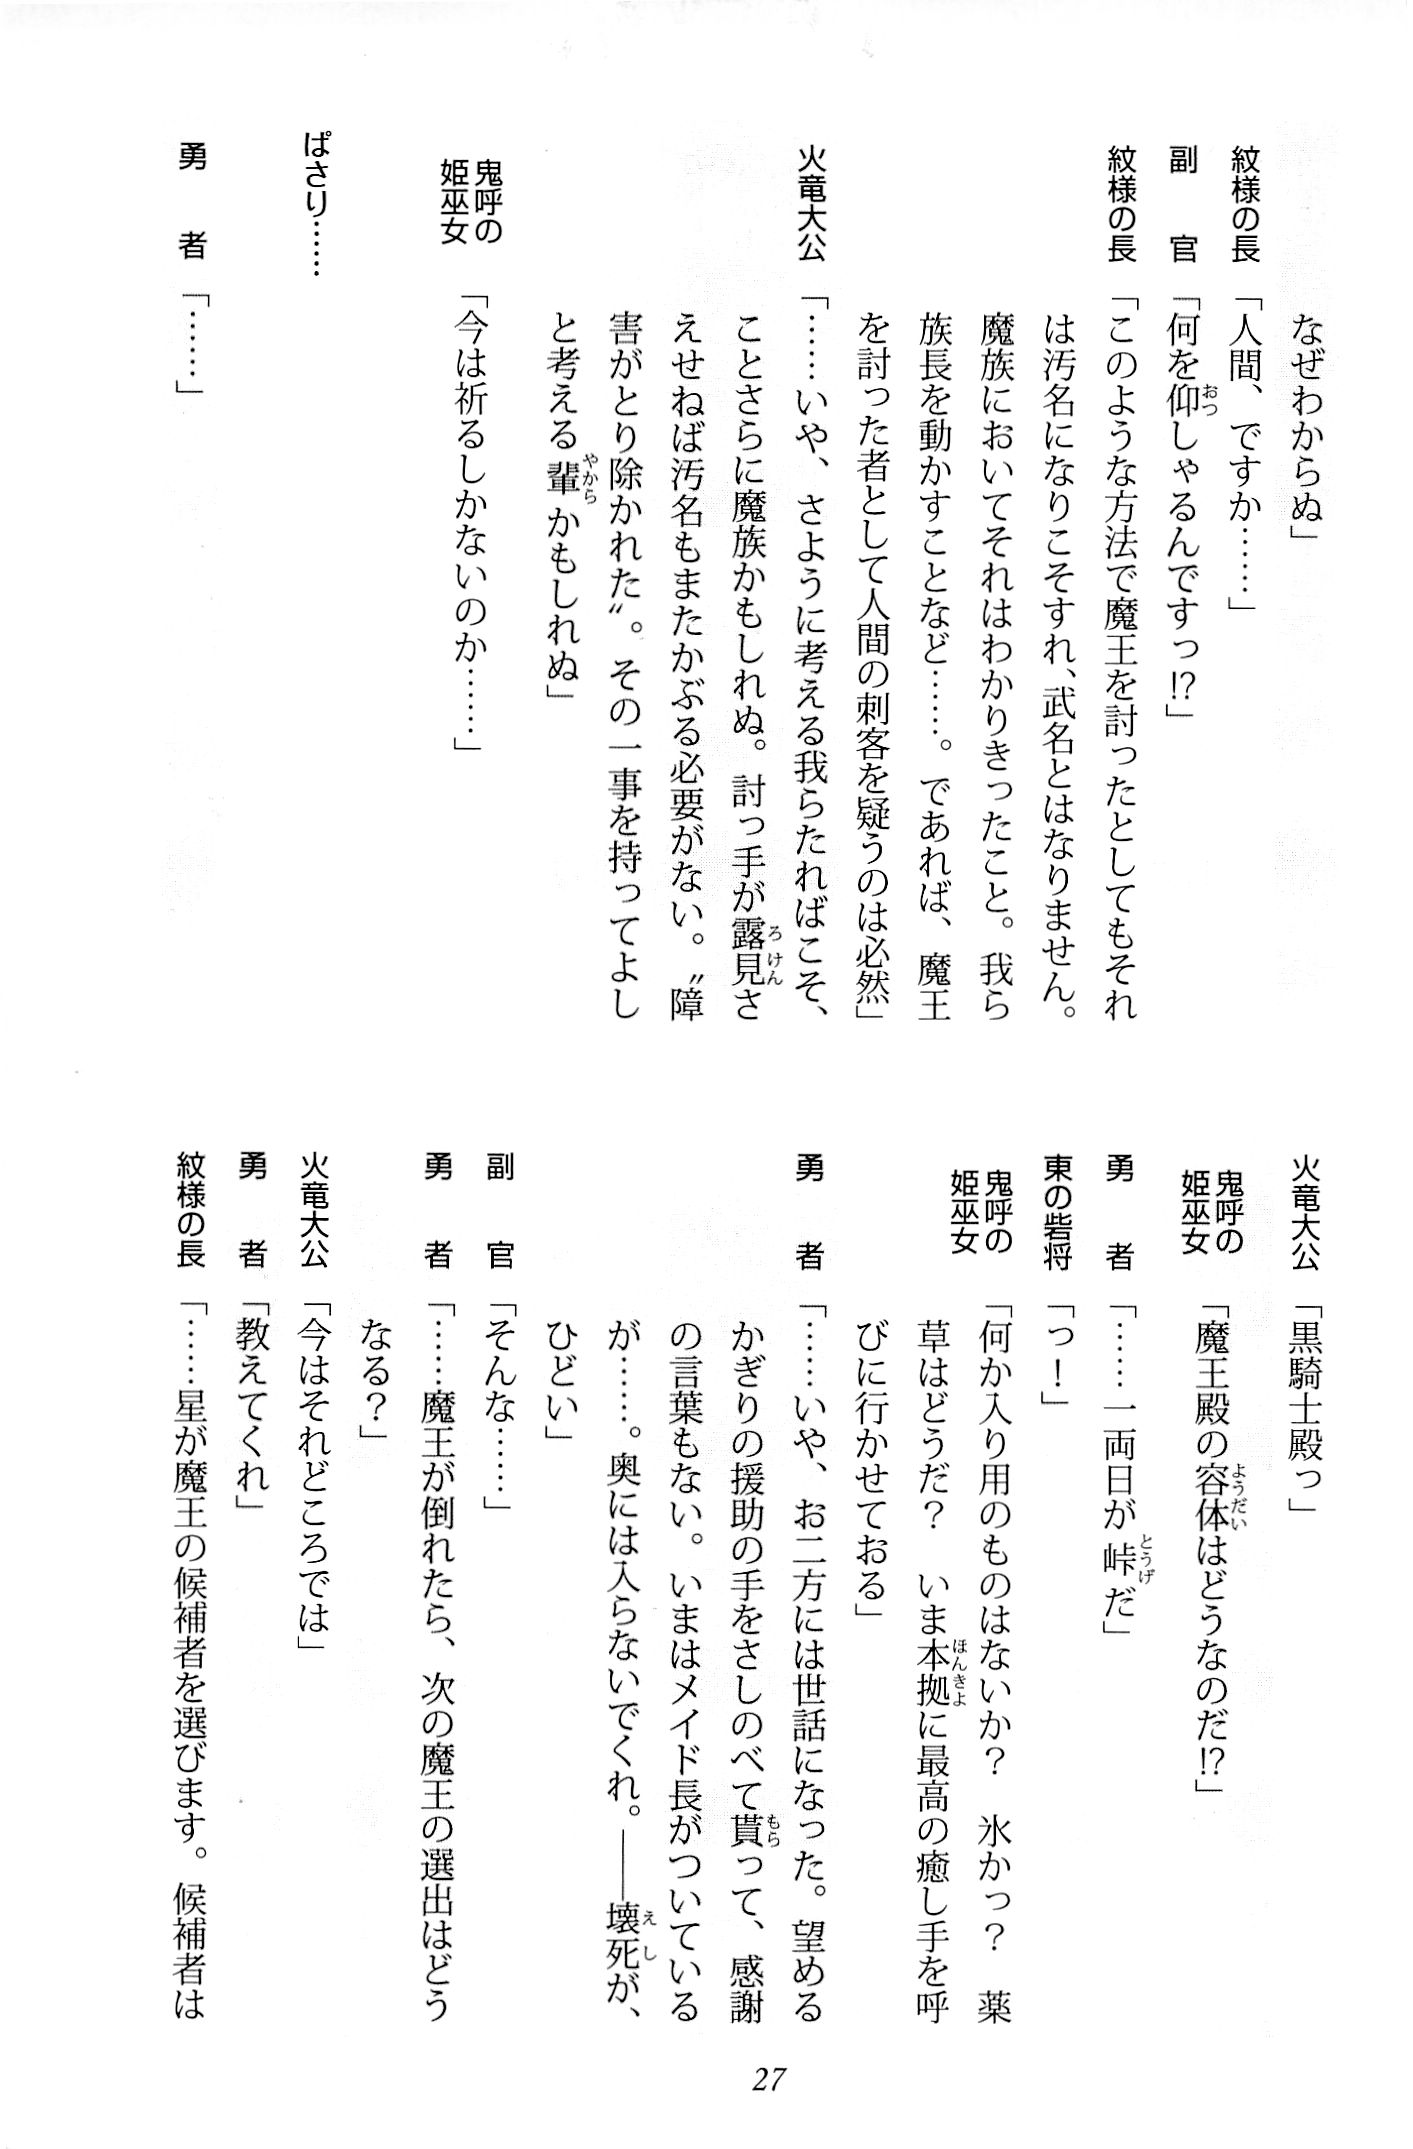 なぜわからぬ」
紋様の長「人間、ですか……」
副官「何を仰しゃるんですっ!?」
紋様の長「このような方法で魔王を討ったとしてもそれ
は汚名になりこそすれ、武名とはなりません。
魔族においてそれはわかりきったこと。我ら
族長を動かすことなど……。であれば、魔王
を討った者として人間の刺客を疑うのは必然」
火竜大公「……いや、さように考える我らたればこそ、
ことさらに魔族かもしれぬ。討っ手が露見さ
えせねば汚名もまたかぶる必要がない。〝障
害がとり除かれた〟。その一事を持ってよし
と考える輩かもしれぬ」
鬼呼の姫巫女「今は祈るしかないのか……」
ぱさり……
勇者「……」
火竜大公「黒騎士殿っ」
鬼呼の姫巫女「魔王殿の容体はどうなのだ!?」
勇者「……一両日が峠だ」
東の砦将「っ！」
鬼呼の姫巫女「何か入り用のものはないか？　氷かっ？　薬
草はどうだ？　いま本拠に最高の癒し手を呼
びに行かせておる」
勇者「……いや、お二方には世話になった。望める
かぎりの援助の手をさしのべて貰って、感謝
の言葉もない。いまはメイド長がついている
が……。奥には入らないでくれ。――壊死が、
ひどい」
副官「そんな……」
勇者「……魔王が倒れたら、次の魔王の選出はどう
なる？」
火竜大公「今はそれどころでは」
勇者「教えてくれ」
紋様の長「……星が魔王の候補者を選びます。候補者は
27